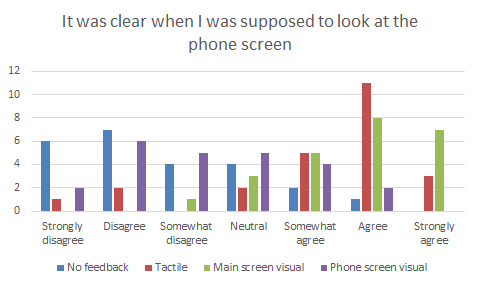 It was clear when I was supposed to look at the
phone screen
12
10
8
6
4
2
0
Strongly disagree
Disagree
Somewhat disagree
Neutral
Somewhat agree
Agree
Strongly agree
No feedback
Tactile
Main screen visual
Phone screen visual